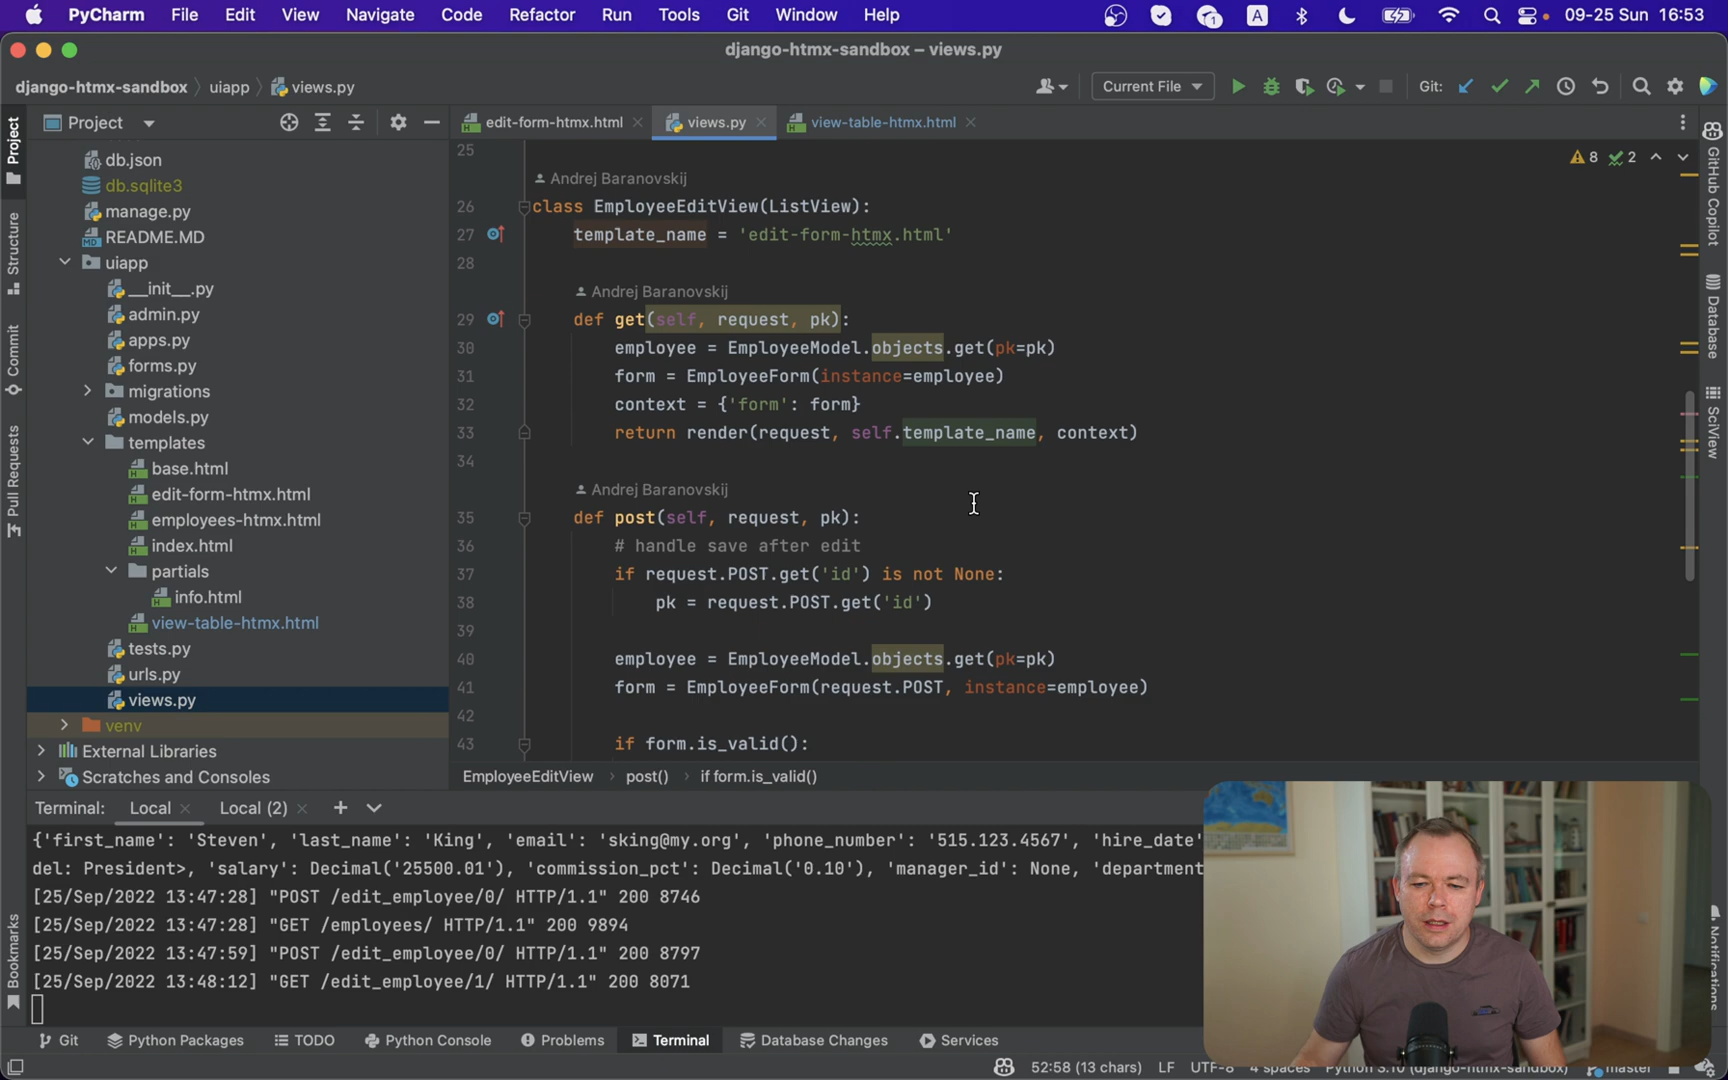 PyCharm File Edit View Navigate Code Refactor Run Tools Git Window Help
1 A 09-25 Sun 16:53
django-htmx-sandbox – views.py
django-htmx-sandbox uiapp views.py
Current File Git:
Project
edit-form-htmx.html views.py view-table-htmx.html
8 2
db.json
db.sqlite3
manage.py
README.MD
uiapp
__init__.py
admin.py
apps.py
forms.py
migrations
models.py
templates
base.html
edit-form-htmx.html
employees-htmx.html
index.html
partials
info.html
view-table-htmx.html
tests.py
urls.py
views.py
venv
External Libraries
Scratches and Consoles
Project
Structure
Commit
Pull Requests
Bookmarks
25
Andrej Baranovskij
26 class EmployeeEditView(ListView):
27 template_name = 'edit-form-htmx.html'
28
Andrej Baranovskij
29 def get(self, request, pk):
30 employee = EmployeeModel.objects.get(pk=pk)
31 form = EmployeeForm(instance=employee)
32 context = {'form': form}
33 return render(request, self.template_name, context)
34
Andrej Baranovskij
35 def post(self, request, pk):
36 # handle save after edit
37 if request.POST.get('id') is not None:
38 pk = request.POST.get('id')
39
40 employee = EmployeeModel.objects.get(pk=pk)
41 form = EmployeeForm(request.POST, instance=employee)
42
43 if form.is_valid():
EmployeeEditView post() if form.is_valid()
GitHub Copilot
Database
SciView
Notifications
Terminal: Local Local (2)
{'first_name': 'Steven', 'last_name': 'King', 'email': 'sking@my.org', 'phone_number': '515.123.4567', 'hire_date'
del: President>, 'salary': Decimal('25500.01'), 'commission_pct': Decimal('0.10'), 'manager_id': None, 'department
[25/Sep/2022 13:47:28] "POST /edit_employee/0/ HTTP/1.1" 200 8746
[25/Sep/2022 13:47:28] "GET /employees/ HTTP/1.1" 200 9894
[25/Sep/2022 13:47:59] "POST /edit_employee/0/ HTTP/1.1" 200 8797
[25/Sep/2022 13:48:12] "GET /edit_employee/1/ HTTP/1.1" 200 8071
Git Python Packages TODO Python Console Problems Terminal Database Changes Services
52:58 (13 chars) LF UTF-8 4 spaces Python 3.10 (django-htmx-sandbox) master